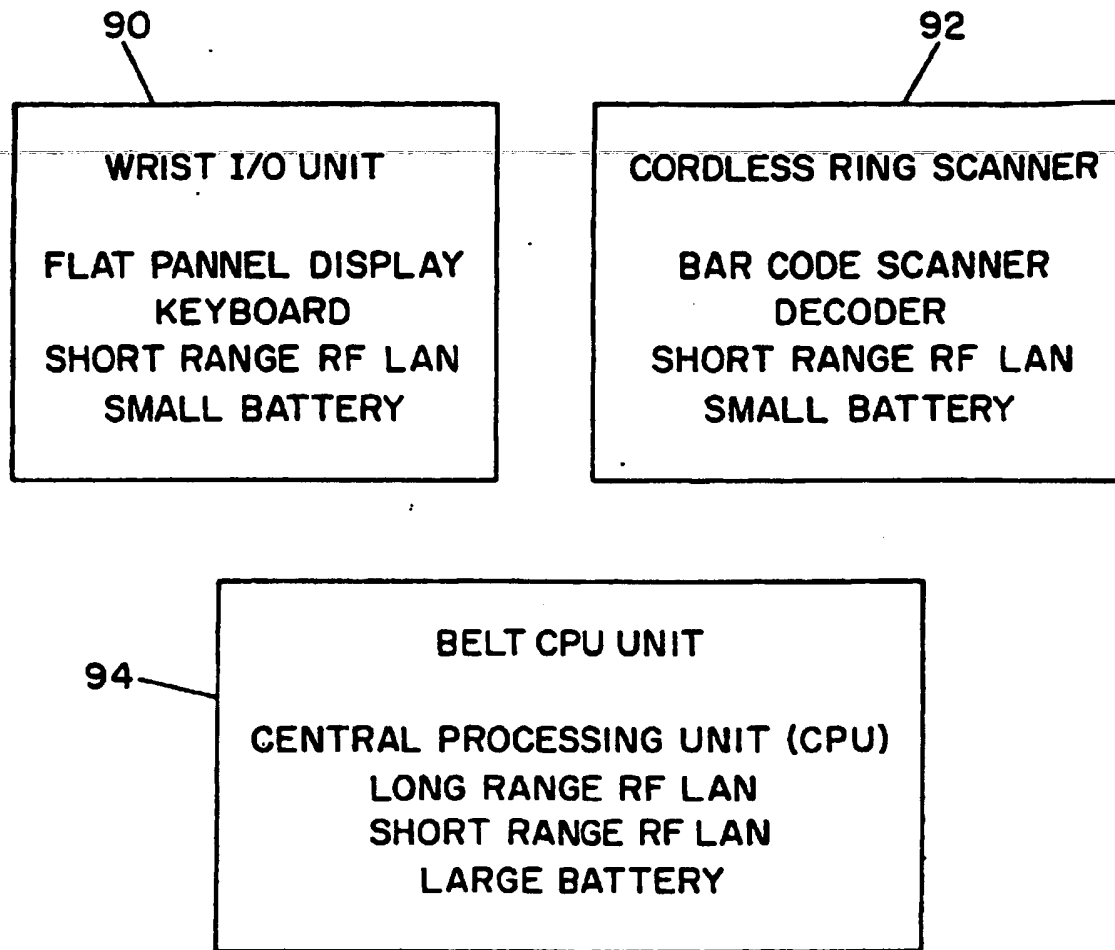 90
WRIST I/O UNIT
FLAT PANNEL DISPLAY
KEYBOARD
SHORT RANGE RF LAN
SMALL BATTERY
92
CORDLESS RING SCANNER
BAR CODE SCANNER
DECODER
SHORT RANGE RF LAN
SMALL BATTERY
94
BELT CPU UNIT
CENTRAL PROCESSING UNIT (CPU)
LONG RANGE RF LAN
SHORT RANGE RF LAN
LARGE BATTERY